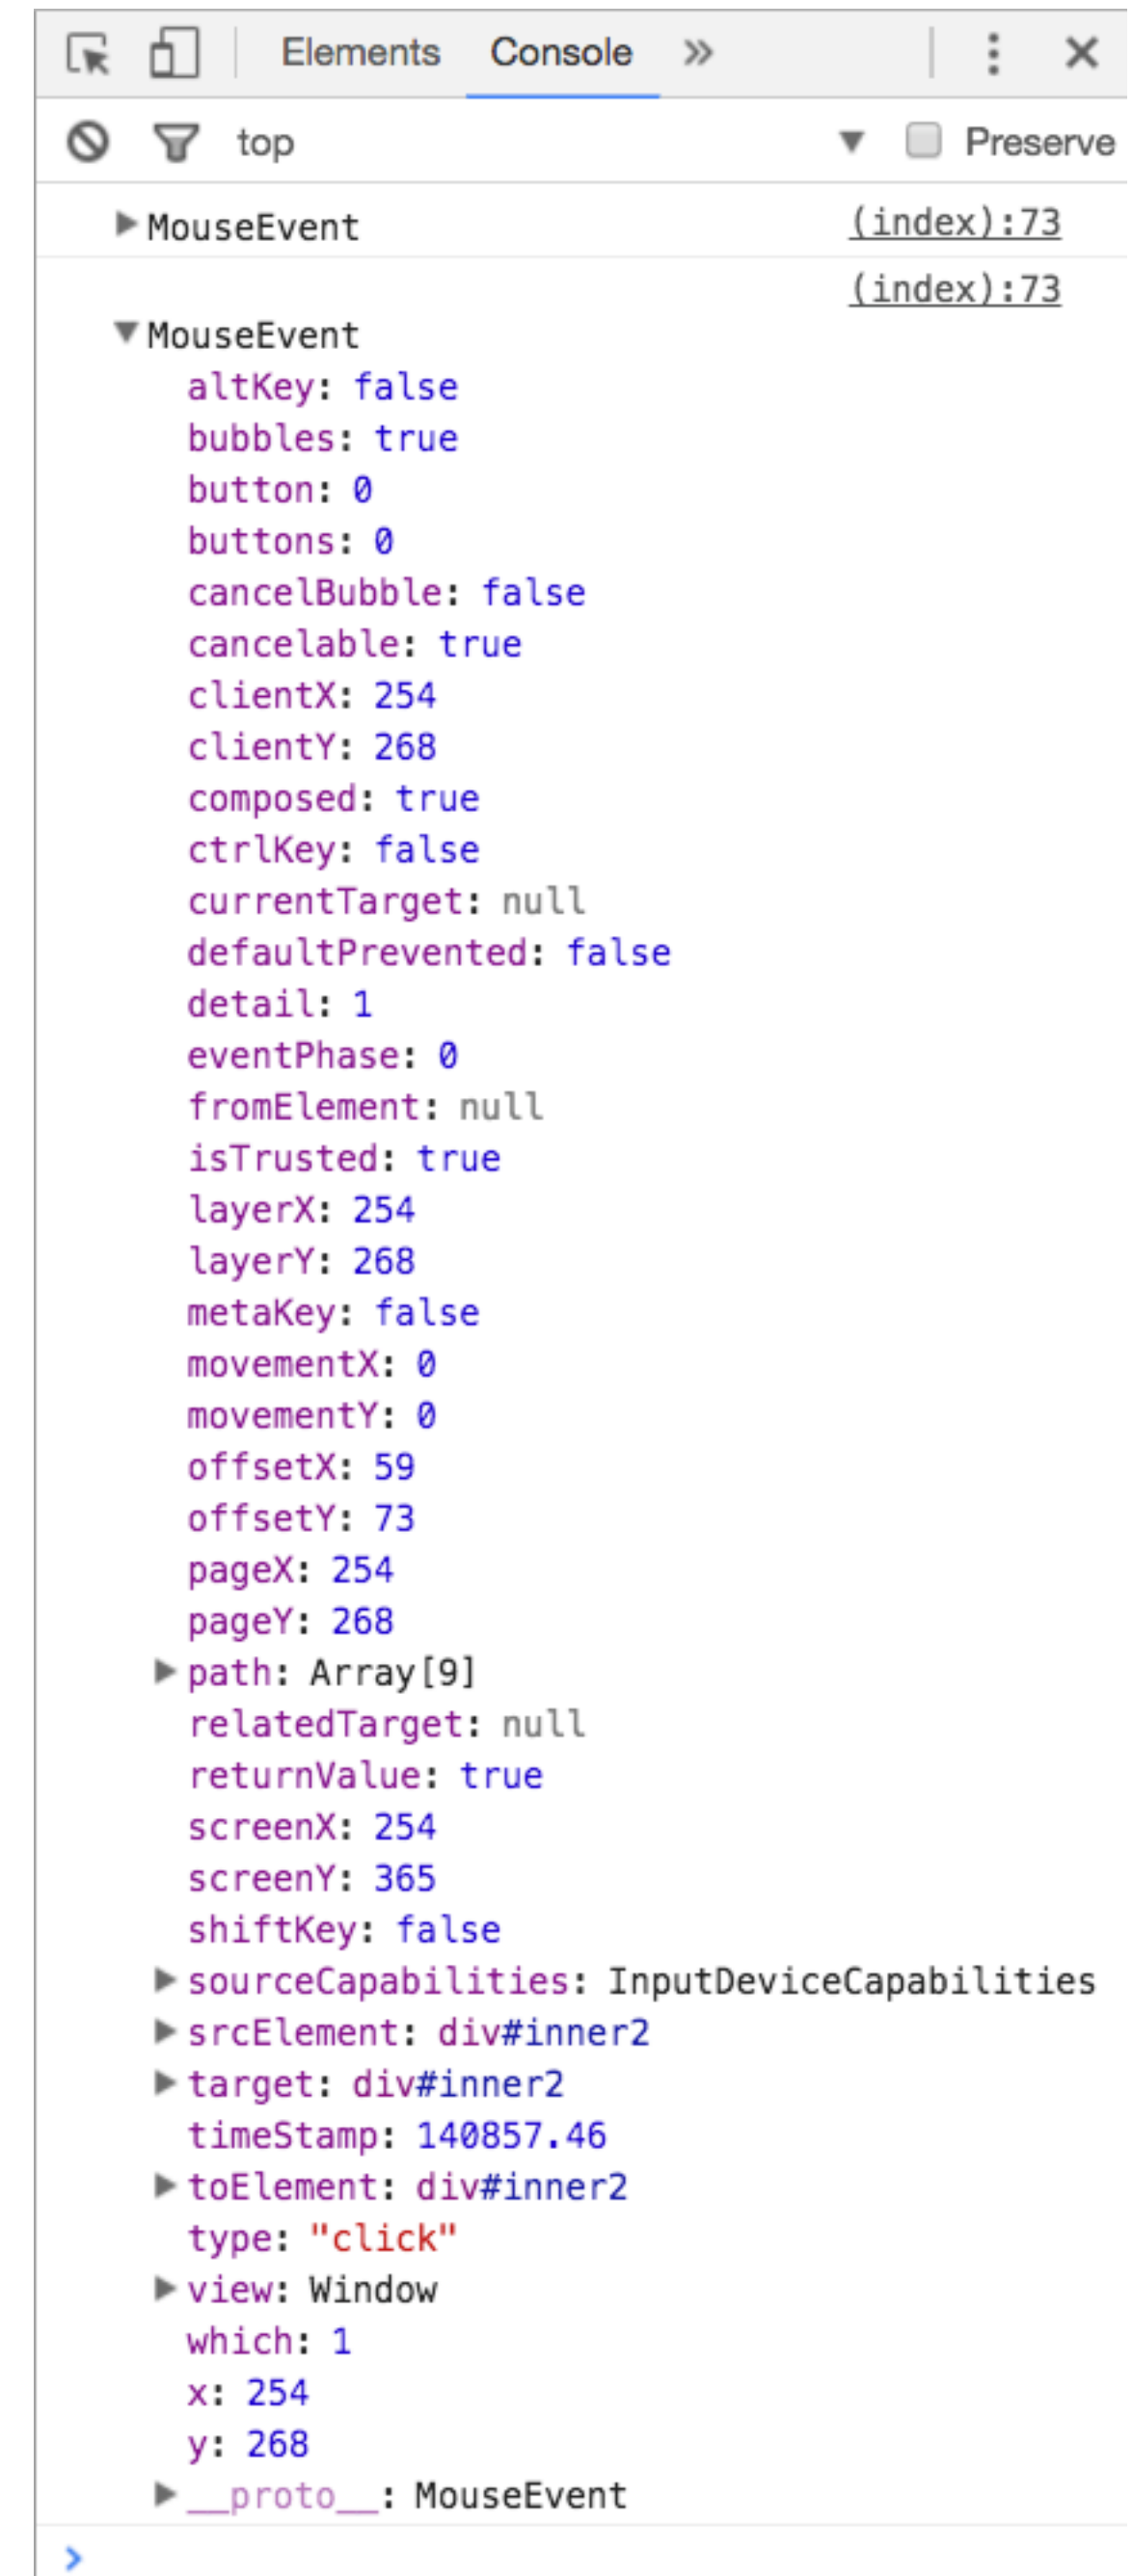 Elements Console »
top Preserve
MouseEvent (index):73
(index):73
MouseEvent
altKey: false
bubbles: true
button: 0
buttons: 0
cancelBubble: false
cancelable: true
clientX: 254
clientY: 268
composed: true
ctrlKey: false
currentTarget: null
defaultPrevented: false
detail: 1
eventPhase: 0
fromElement: null
isTrusted: true
layerX: 254
layerY: 268
metaKey: false
movementX: 0
movementY: 0
offsetX: 59
offsetY: 73
pageX: 254
pageY: 268
path: Array[9]
relatedTarget: null
returnValue: true
screenX: 254
screenY: 365
shiftKey: false
sourceCapabilities: InputDeviceCapabilities
srcElement: div#inner2
target: div#inner2
timeStamp: 140857.46
toElement: div#inner2
type: "click"
view: Window
which: 1
x: 254
y: 268
__proto__: MouseEvent